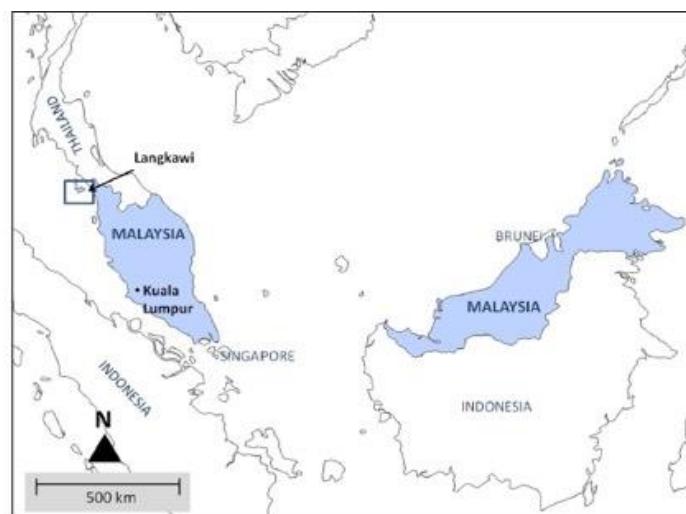 THAILAND
Langkawi
MALAYSIA
BRUNEI
• Kuala
Lumpur
MALAYSIA
SINGAPORE
INDONESIA
INDONESIA
N
500 km